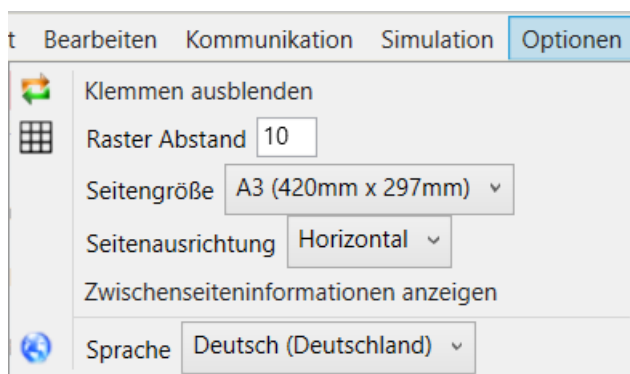 t Bearbeiten Kommunikation Simulation Optionen
Klemmen ausblenden
Raster Abstand 10
Seitengröße A3 (420mm x 297mm)
Seitenausrichtung Horizontal
Zwischenseiteninformationen anzeigen
Sprache Deutsch (Deutschland)